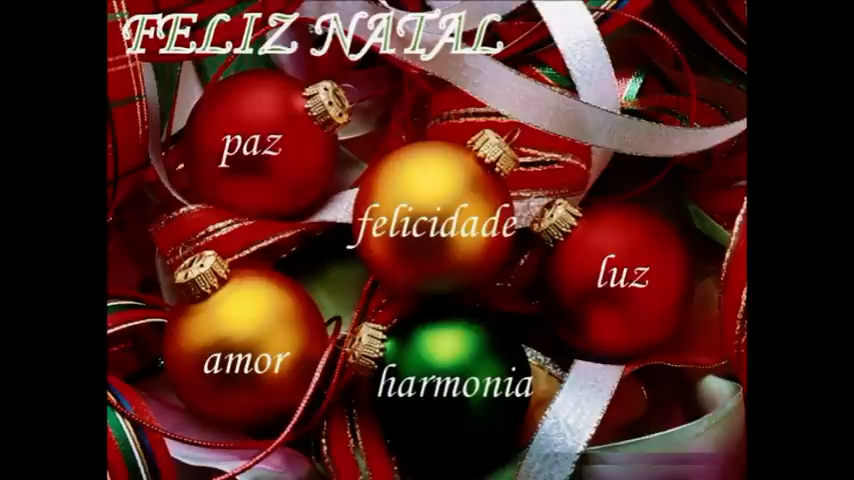 FELIZ NATAL
paz
felicidade
luz
amor
harmonia